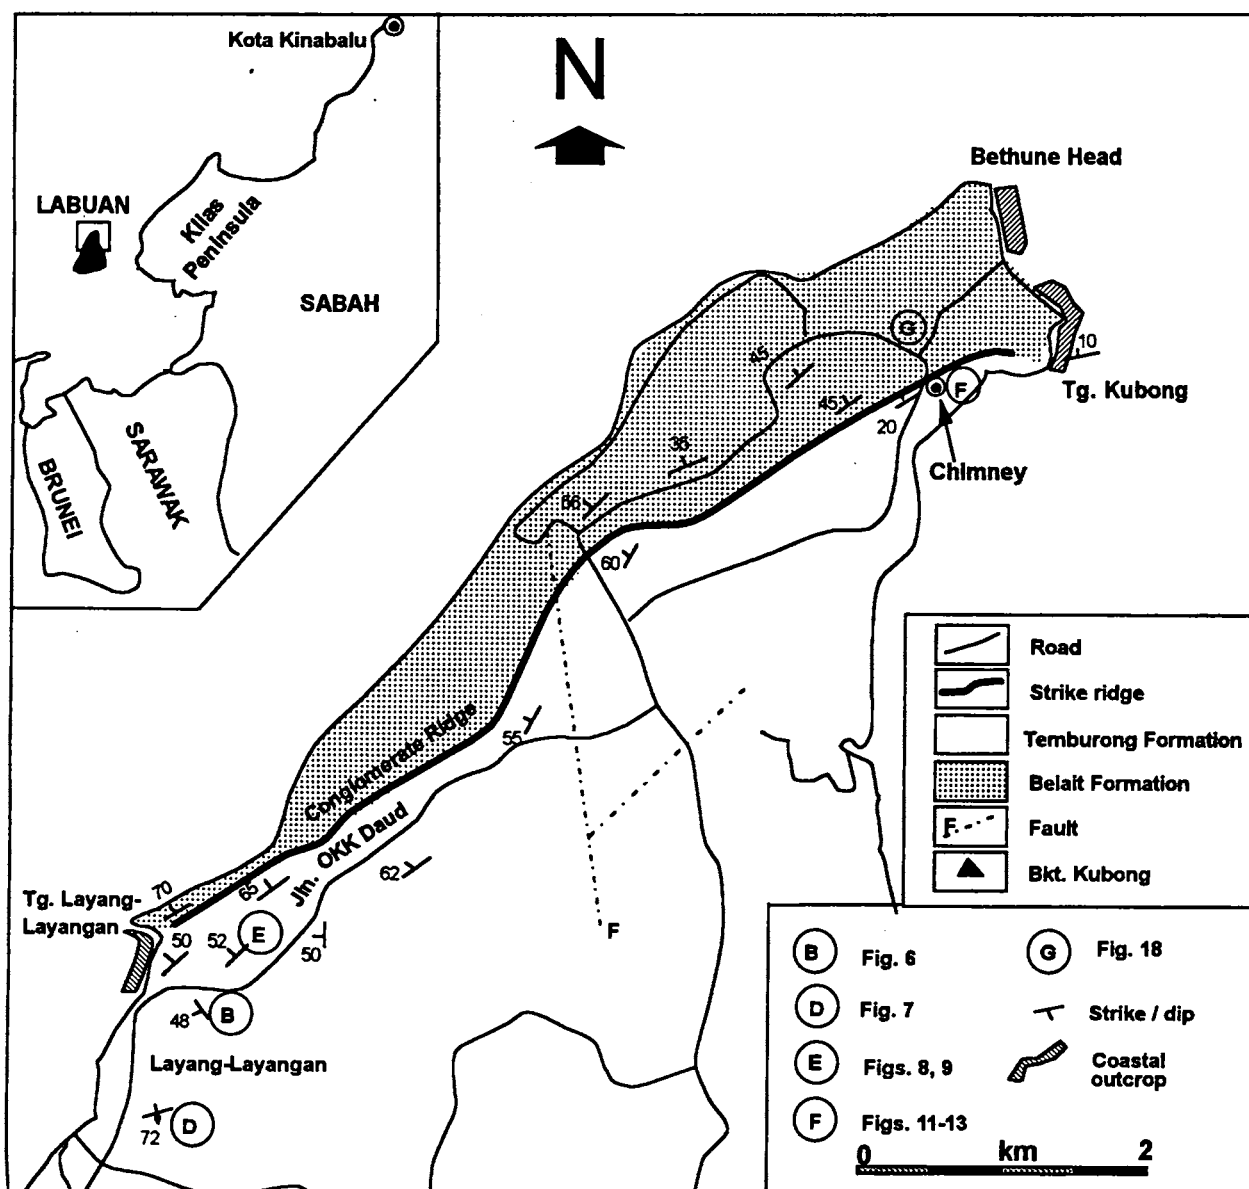 Kota Kinabalu
N
LABUAN
Klias
Peninsula
SABAH
BRUNEI
SARAWAK
Bethune Head
G
10
45
Tg. Kubong
F
45
20
Chimney
35
66
60
55
Conglomerate Ridge
Jln. OKK Daud
62
70
65
Tg. Layang-
Layangan
50
52
E
50
F
48
B
Layang-Layangan
72
D
Road
Strike ridge
Temburong Formation
Belait Formation
F
Fault
Bkt. Kubong
B
Fig. 6
G
Fig. 18
D
Fig. 7
Strike / dip
E
Figs. 8, 9
Coastal
outcrop
F
Figs. 11-13
0
km
2